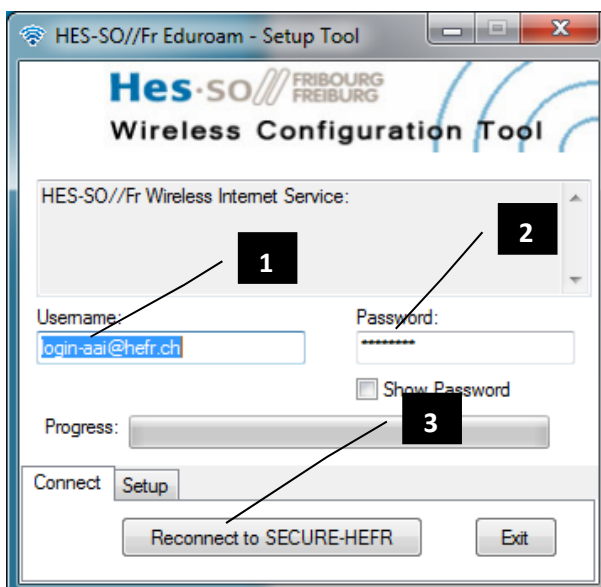 HES-SO//Fr Eduroam - Setup Tool
Hes·so// FRIBOURG
FREIBURG
Wireless Configuration Tool
HES-SO//Fr Wireless Internet Service:
1
2
Username:
Password:
login-aai@hefr.ch
********
Show Password
3
Progress:
Connect
Setup
Reconnect to SECURE-HEFR
Exit